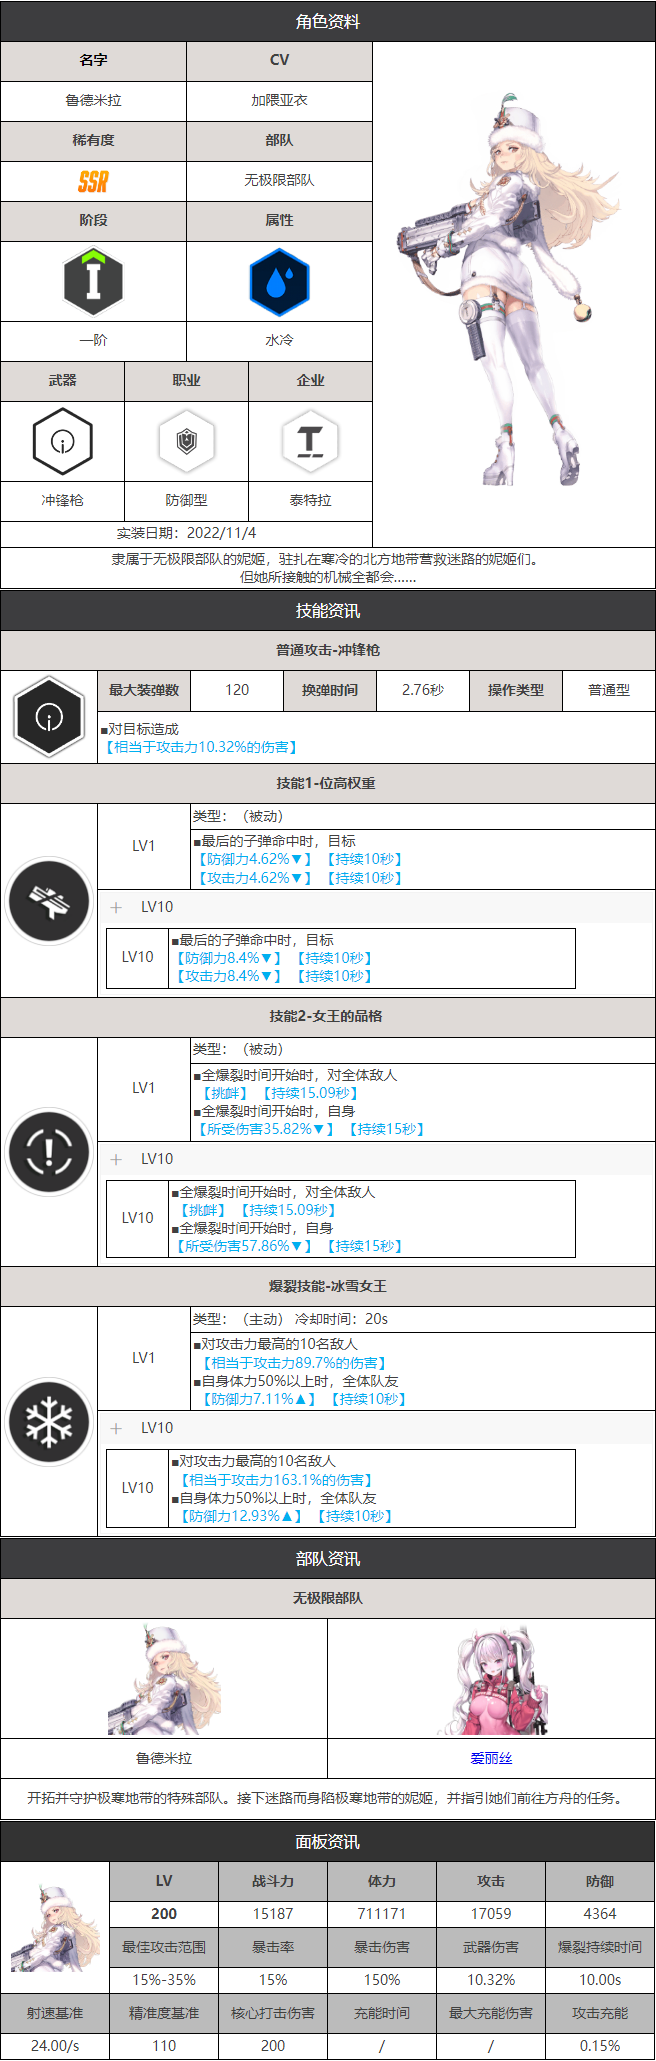 角色资料
名字 CV
鲁德米拉 加隈亚衣
稀有度 部队
SSR 无极限部队
阶段 属性
I
一阶 水冷
武器 职业 企业
T
冲锋枪 防御型 泰特拉
实装日期：2022/11/4
隶属于无极限部队的妮姬，驻扎在寒冷的北方地带营救迷路的妮姬们。
但她所接触的机械全都会......
技能资讯
普通攻击-冲锋枪
最大装弹数 120 换弹时间 2.76秒 操作类型 普通型
■对目标造成
【相当于攻击力10.32%的伤害】
技能1-位高权重
类型：（被动）
LV1
■最后的子弹命中时，目标
【防御力4.62%▼】 【持续10秒】
【攻击力4.62%▼】 【持续10秒】
+ LV10
LV10
■最后的子弹命中时，目标
【防御力8.4%▼】 【持续10秒】
【攻击力8.4%▼】 【持续10秒】
技能2-女王的品格
类型：（被动）
LV1
■全爆裂时间开始时，对全体敌人
【挑衅】 【持续15.09秒】
■全爆裂时间开始时，自身
【所受伤害35.82%▼】 【持续15秒】
+ LV10
LV10
■全爆裂时间开始时，对全体敌人
【挑衅】 【持续15.09秒】
■全爆裂时间开始时，自身
【所受伤害57.86%▼】 【持续15秒】
爆裂技能-冰雪女王
类型：（主动） 冷却时间：20s
LV1
■对攻击力最高的10名敌人
【相当于攻击力89.7%的伤害】
■自身体力50%以上时，全体队友
【防御力7.11%▲】 【持续10秒】
+ LV10
LV10
■对攻击力最高的10名敌人
【相当于攻击力163.1%的伤害】
■自身体力50%以上时，全体队友
【防御力12.93%▲】 【持续10秒】
部队资讯
无极限部队
鲁德米拉 爱丽丝
开拓并守护极寒地带的特殊部队。接下迷路而身陷极寒地带的妮姬，并指引她们前往方舟的任务。
面板资讯
LV 战斗力 体力 攻击 防御
200 15187 711171 17059 4364
最佳攻击范围 暴击率 暴击伤害 武器伤害 爆裂持续时间
15%-35% 15% 150% 10.32% 10.00s
射速基准 精准度基准 核心打击伤害 充能时间 最大充能伤害 攻击充能
24.00/s 110 200 / / 0.15%